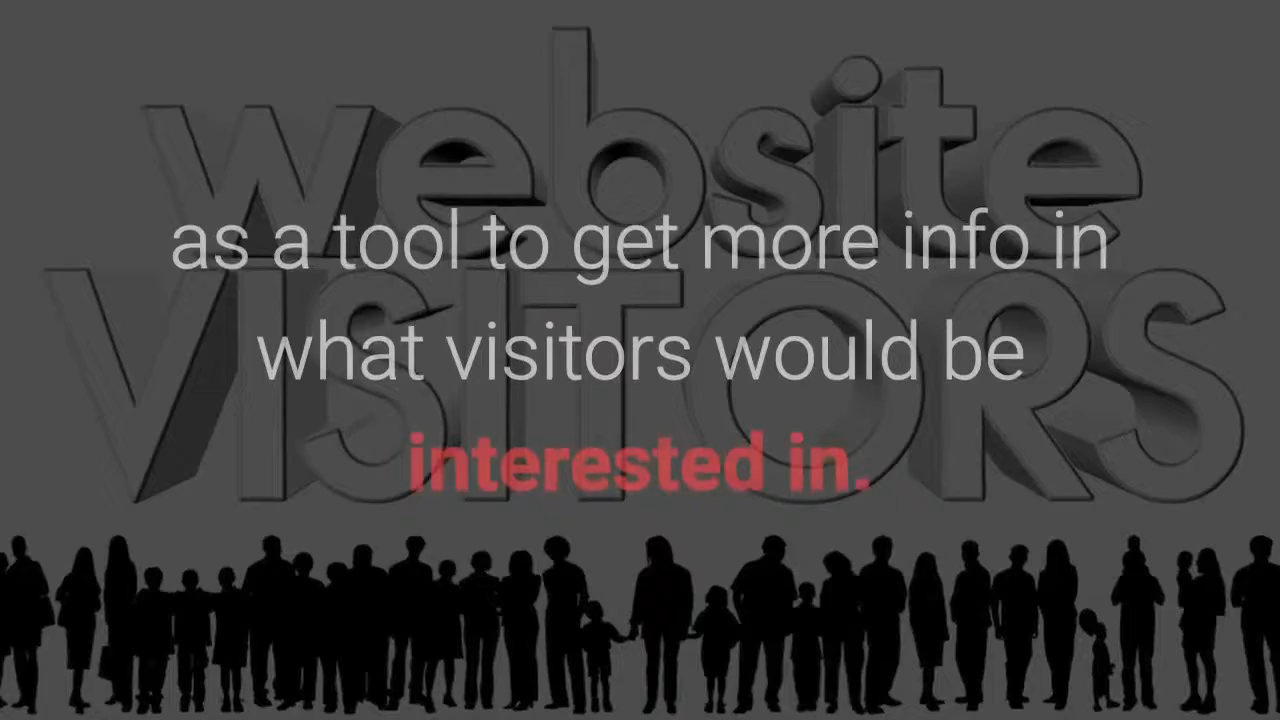 website
VISITORS
as a tool to get more info in
what visitors would be
interested in.